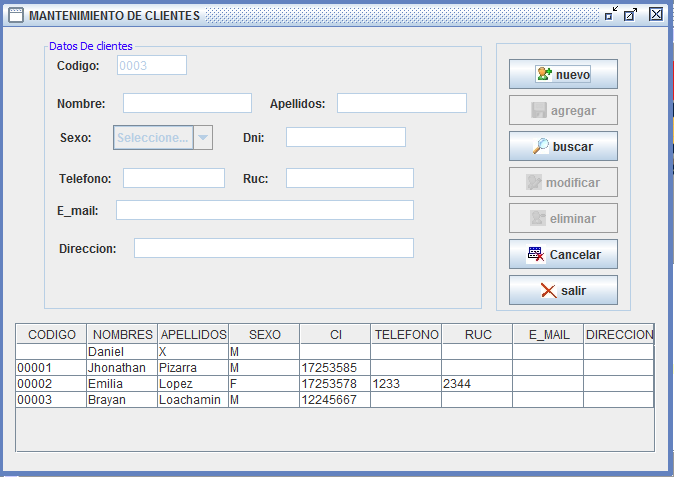 MANTENIMIENTO DE CLIENTES
Datos De clientes
Codigo: 0003
Nombre: Apellidos:
Sexo: Seleccione... Dni:
Telefono: Ruc:
E_mail:
Direccion:
nuevo
agregar
buscar
modificar
eliminar
Cancelar
salir
CODIGO NOMBRES APELLIDOS SEXO CI TELEFONO RUC E_MAIL DIRECCION
Daniel X M
00001 Jhonathan Pizarra M 17253585
00002 Emilia Lopez F 17253578 1233 2344
00003 Brayan Loachamin M 12245667